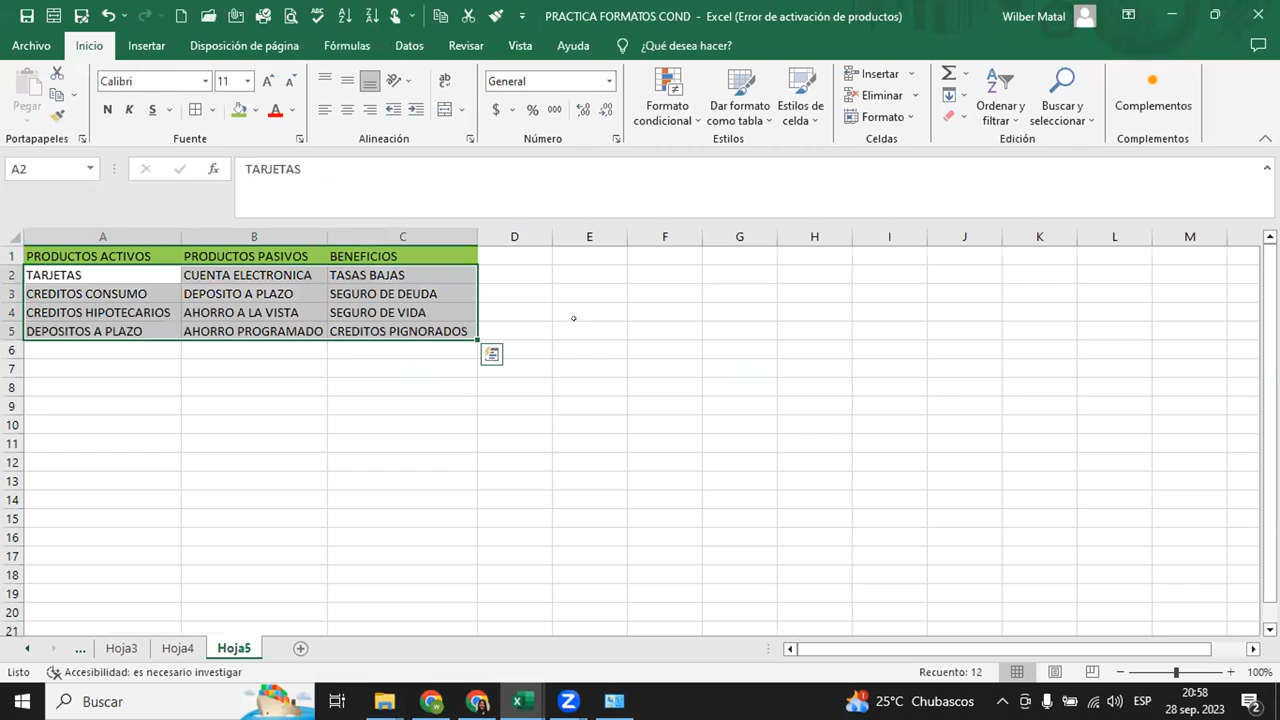 PRACTICA FORMATOS COND - Excel (Error de activación de productos)
Wilber Matal
Archivo Inicio Insertar Disposición de página Fórmulas Datos Revisar Vista Ayuda ¿Qué desea hacer?
Pegar
Calibri 11
N K S
General
$ % 000
Formato condicional
Dar formato como tabla
Estilos de celda
Insertar
Eliminar
Formato
Ordenar y filtrar
Buscar y seleccionar
Complementos
Portapapeles Fuente Alineación Número Estilos Celdas Edición Complementos
A2 fx TARJETAS
A B C D E F G H I J K L M
1 PRODUCTOS ACTIVOS PRODUCTOS PASIVOS BENEFICIOS
2 TARJETAS CUENTA ELECTRONICA TASAS BAJAS
3 CREDITOS CONSUMO DEPOSITO A PLAZO SEGURO DE DEUDA
4 CREDITOS HIPOTECARIOS AHORRO A LA VISTA SEGURO DE VIDA
5 DEPOSITOS A PLAZO AHORRO PROGRAMADO CREDITOS PIGNORADOS
6
7
8
9
10
11
12
13
14
15
16
17
18
19
20
21
... Hoja3 Hoja4 Hoja5
Listo Accesibilidad: es necesario investigar Recuento: 12 100%
Buscar 25°C Chubascos ESP 20:58
28 sep. 2023 2